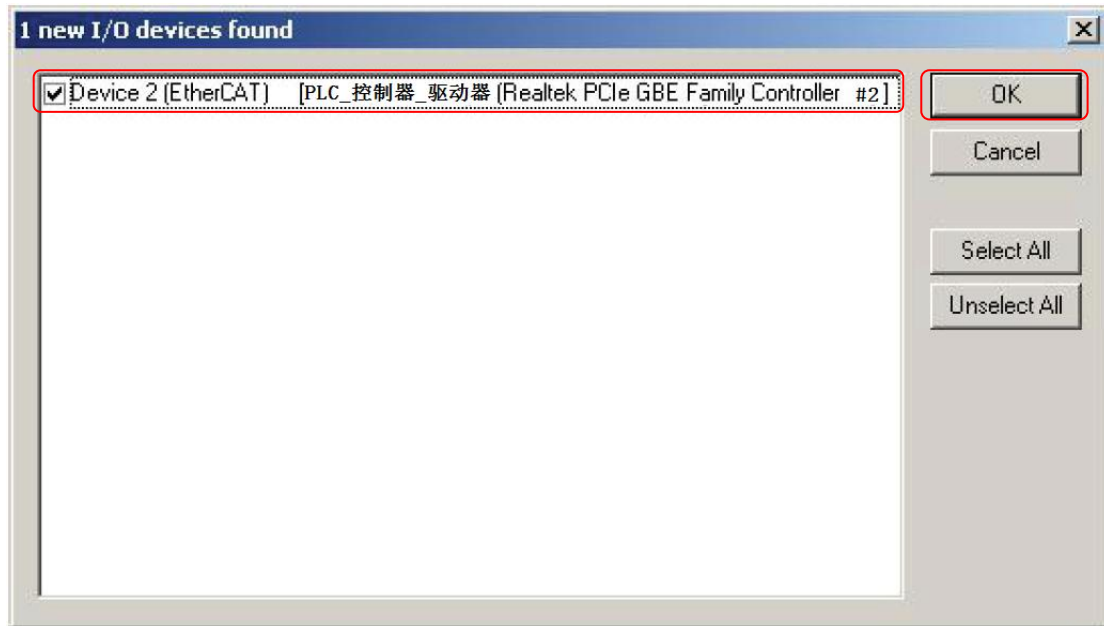 1 new I/O devices found
Device 2 (EtherCAT) [PLC_控制器_驱动器 (Realtek PCIe GBE Family Controller #2]
OK
Cancel
Select All
Unselect All